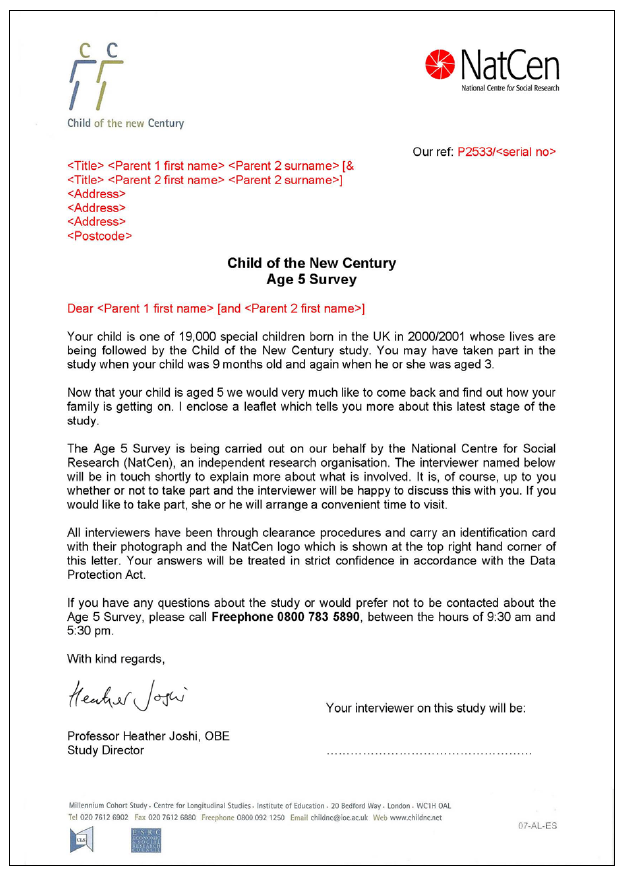 C C
Child of the new Century
NatCen
National Centre for Social Research
Our ref: P2533/<serial no>
<Title> <Parent 1 first name> <Parent 2 surname> [&
<Title> <Parent 2 first name> <Parent 2 surname>]
<Address>
<Address>
<Address>
<Postcode>
Child of the New Century
Age 5 Survey
Dear <Parent 1 first name> [and <Parent 2 first name>]
Your child is one of 19,000 special children born in the UK in 2000/2001 whose lives are
being followed by the Child of the New Century study. You may have taken part in the
study when your child was 9 months old and again when he or she was aged 3.
Now that your child is aged 5 we would very much like to come back and find out how your
family is getting on. I enclose a leaflet which tells you more about this latest stage of the
study.
The Age 5 Survey is being carried out on our behalf by the National Centre for Social
Research (NatCen), an independent research organisation. The interviewer named below
will be in touch shortly to explain more about what is involved. It is, of course, up to you
whether or not to take part and the interviewer will be happy to discuss this with you. If you
would like to take part, she or he will arrange a convenient time to visit.
All interviewers have been through clearance procedures and carry an identification card
with their photograph and the NatCen logo which is shown at the top right hand corner of
this letter. Your answers will be treated in strict confidence in accordance with the Data
Protection Act.
If you have any questions about the study or would prefer not to be contacted about the
Age 5 Survey, please call Freephone 0800 783 5890, between the hours of 9:30 am and
5:30 pm.
With kind regards,
Heather Joshi
Your interviewer on this study will be:
Professor Heather Joshi, OBE
Study Director
..................................................
Millennium Cohort Study • Centre for Longitudinal Studies • Institute of Education • 20 Bedford Way • London • WC1H 0AL
Tel 020 7612 6902 Fax 020 7612 6880 Freephone 0800 092 1250 Email childnc@ioe.ac.uk Web www.childnc.net
07-AL-ES
CLS
E·S·R·C
ECONOMIC
& SOCIAL
RESEARCH
COUNCIL